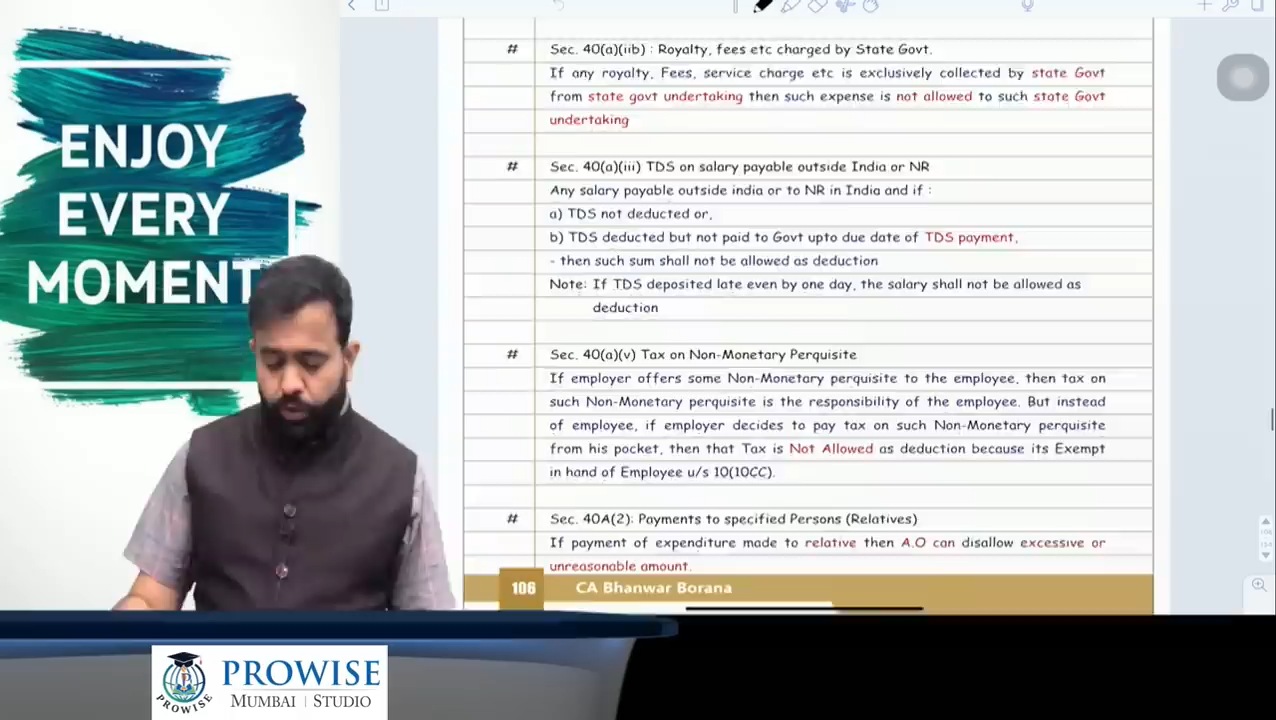 ENJOY
EVERY
MOMENT
# Sec. 40(a)(iib) : Royalty, fees etc charged by State Govt.
If any royalty, Fees, service charge etc is exclusively collected by state Govt
from state govt undertaking then such expense is not allowed to such state Govt
undertaking
# Sec. 40(a)(iii) TDS on salary payable outside India or NR
Any salary payable outside india or to NR in India and if :
a) TDS not deducted or,
b) TDS deducted but not paid to Govt upto due date of TDS payment,
- then such sum shall not be allowed as deduction
Note: If TDS deposited late even by one day, the salary shall not be allowed as
deduction
# Sec. 40(a)(v) Tax on Non-Monetary Perquisite
If employer offers some Non-Monetary perquisite to the employee, then tax on
such Non-Monetary perquisite is the responsibility of the employee. But instead
of employee, if employer decides to pay tax on such Non-Monetary perquisite
from his pocket, then that Tax is Not Allowed as deduction because its Exempt
in hand of Employee u/s 10(10CC).
# Sec. 40A(2): Payments to specified Persons (Relatives)
If payment of expenditure made to relative then A.O can disallow excessive or
unreasonable amount.
106 CA Bhanwar Borana
PROWISE
PROWISE
MUMBAI | STUDIO